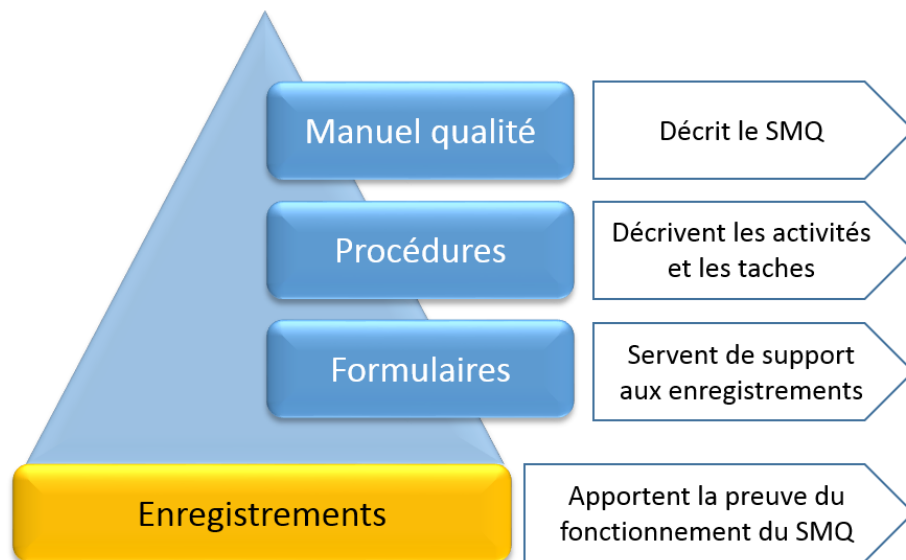 Manuel qualité
Décrit le SMQ
Procédures
Décrivent les activités
et les taches
Formulaires
Servent de support
aux enregistrements
Enregistrements
Apportent la preuve du
fonctionnement du SMQ